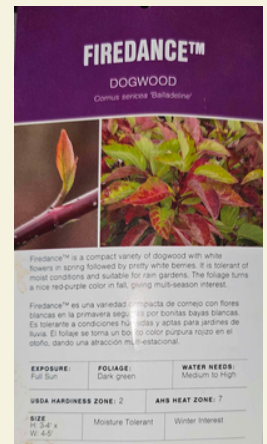 FIREDANCE™
DOGWOOD
Cornus sericea 'Bailadeline'
Firedance™ is a compact variety of dogwood with white
flowers in spring followed by pretty white berries. It is tolerant of
moist conditions and suitable for rain gardens. The foliage turns
a nice red-purple color in fall, giving multi-season interest.
Firedance™ es una variedad compacta de cornejo con flores
blancas en la primavera seguidas por bonitas bayas blancas.
Es tolerante a condiciones húmedas y aptas para jardines de
lluvia. El foliaje se torna un bonito color púrpura rojizo en el
otoño, dando una atracción multi-estacional.
EXPOSURE: FOLIAGE: WATER NEEDS:
Full Sun Dark green Medium to High
USDA HARDINESS ZONE: 2 AHS HEAT ZONE: 7
SIZE Moisture Tolerant Winter Interest
H: 3-4' x
W: 4-5'